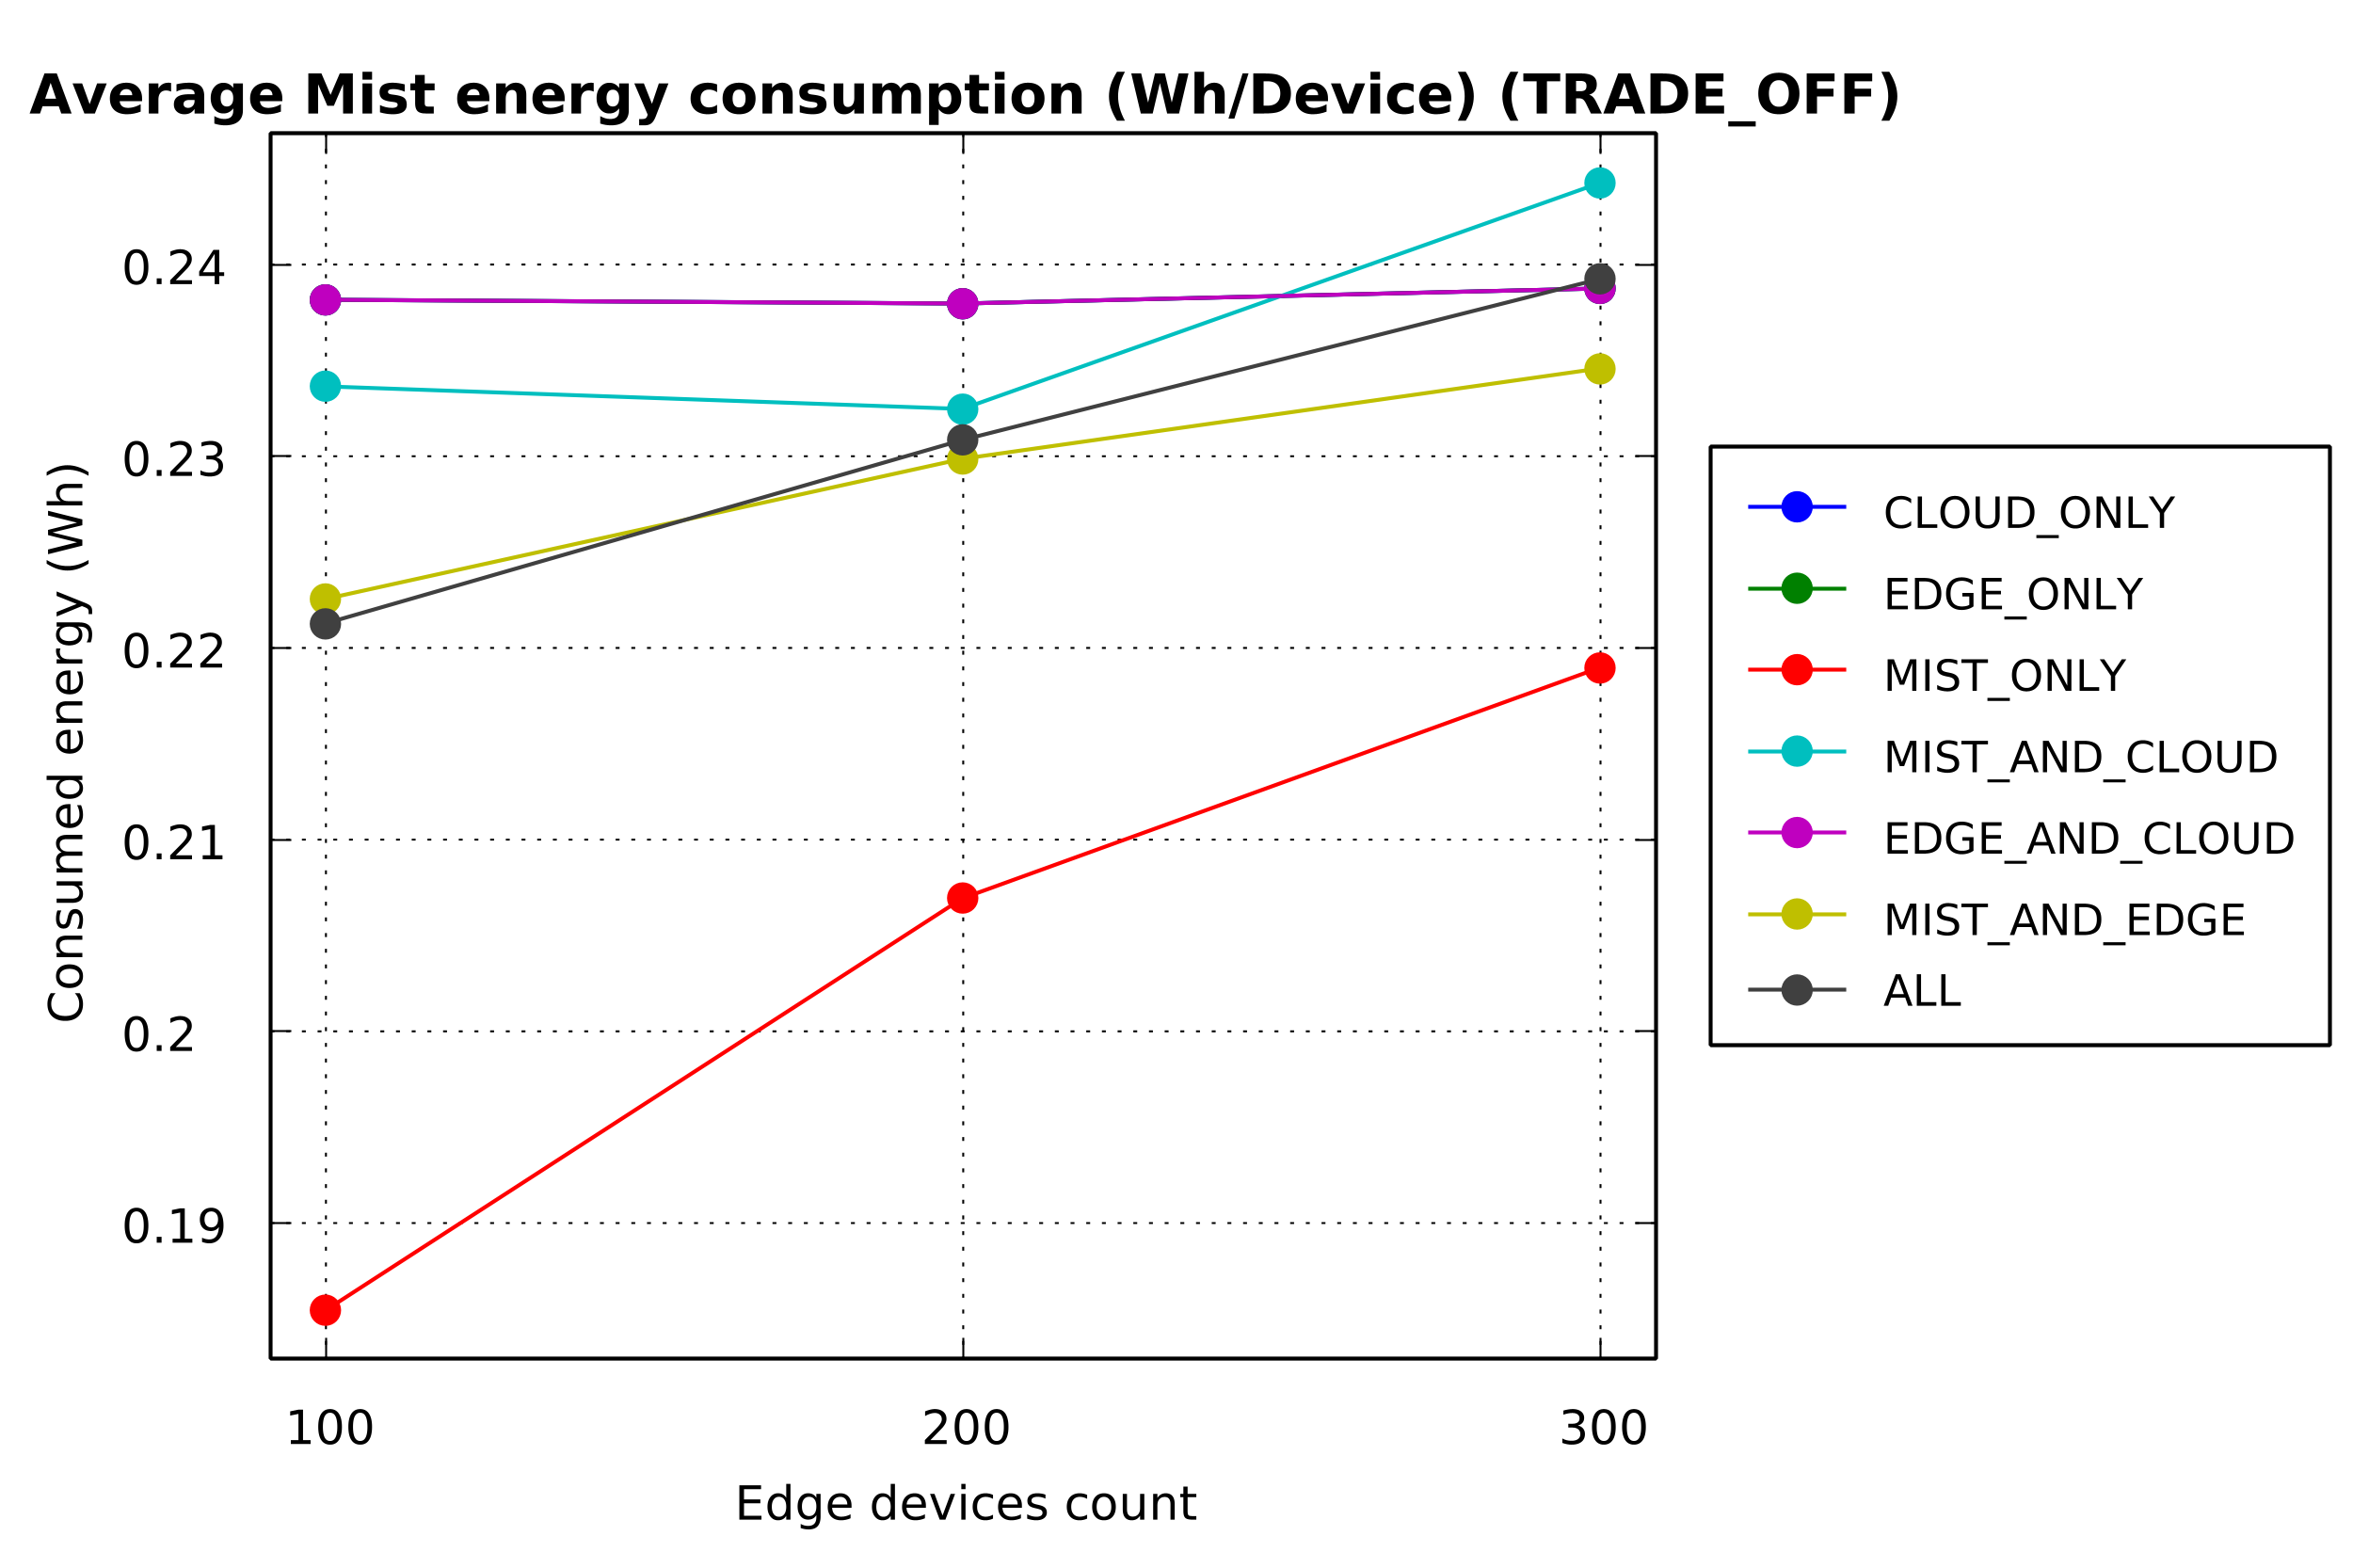 Average Mist energy consumption (Wh/Device) (TRADE_OFF)
Consumed energy (Wh)
0.24
0.23
0.22
0.21
0.2
0.19
100 200 300
Edge devices count
CLOUD_ONLY
EDGE_ONLY
MIST_ONLY
MIST_AND_CLOUD
EDGE_AND_CLOUD
MIST_AND_EDGE
ALL